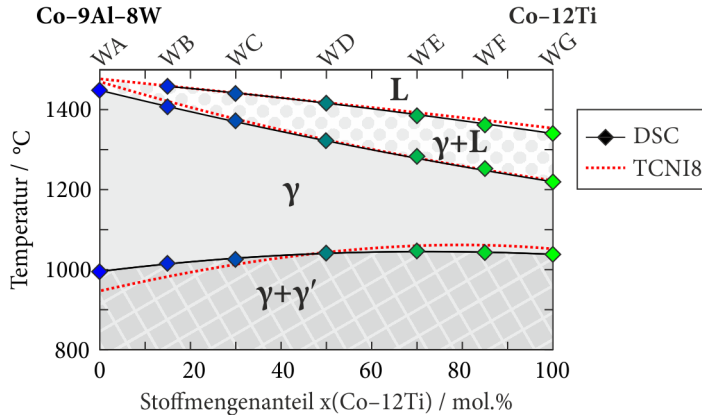 Co–9Al–8W
Co–12Ti
WA
WB
WC
WD
WE
WF
WG
1400
1200
1000
800
Temperatur / °C
L
γ+L
γ
γ+γ′
DSC
TCNI8
0
20
40
60
80
100
Stoffmengenanteil x(Co–12Ti) / mol.%